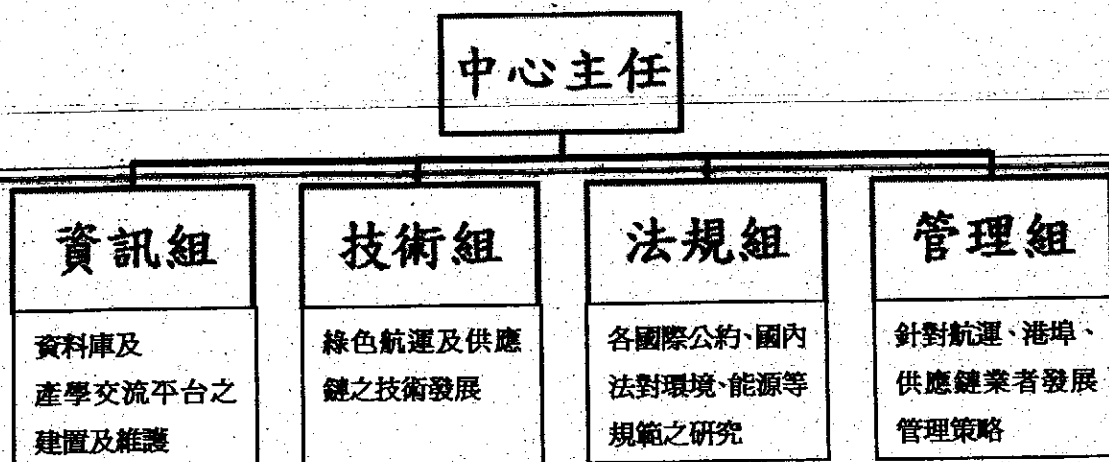 中心主任
資訊組
資料庫及
產學交流平台之
建置及維護
技術組
綠色航運及供應
鏈之技術發展
法規組
各國際公約、國內
法對環境、能源等
規範之研究
管理組
針對航運、港埠、
供應鏈業者發展
管理策略